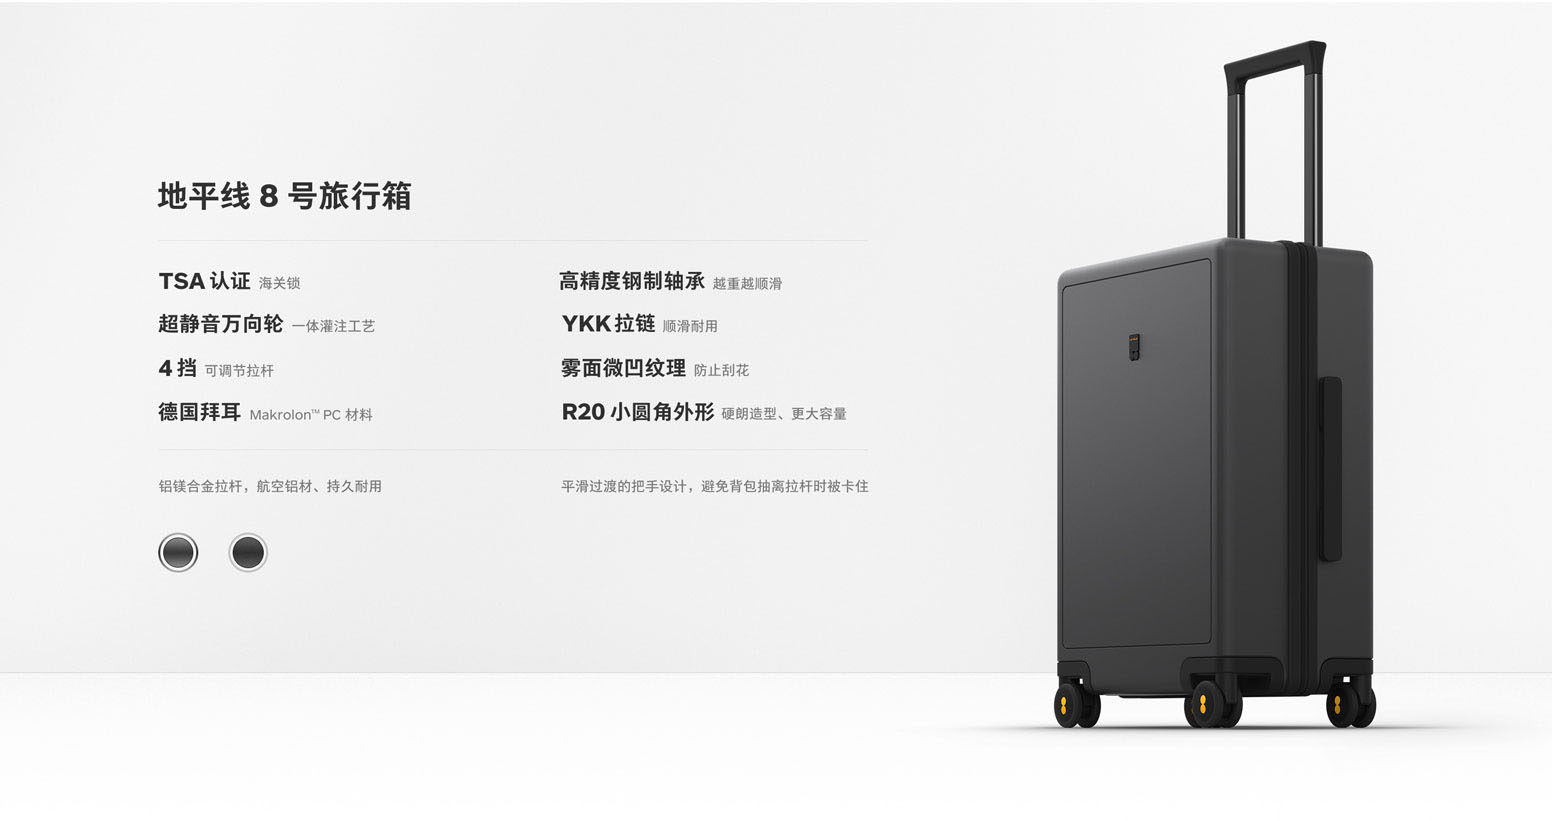 地平线 8 号旅行箱
TSA 认证 海关锁
高精度钢制轴承 越重越顺滑
超静音万向轮 一体灌注工艺
YKK 拉链 顺滑耐用
4 挡 可调节拉杆
雾面微凹纹理 防止刮花
德国拜耳 Makrolon™ PC 材料
R20 小圆角外形 硬朗造型、更大容量
铝镁合金拉杆，航空铝材、持久耐用
平滑过渡的把手设计，避免背包抽离拉杆时被卡住